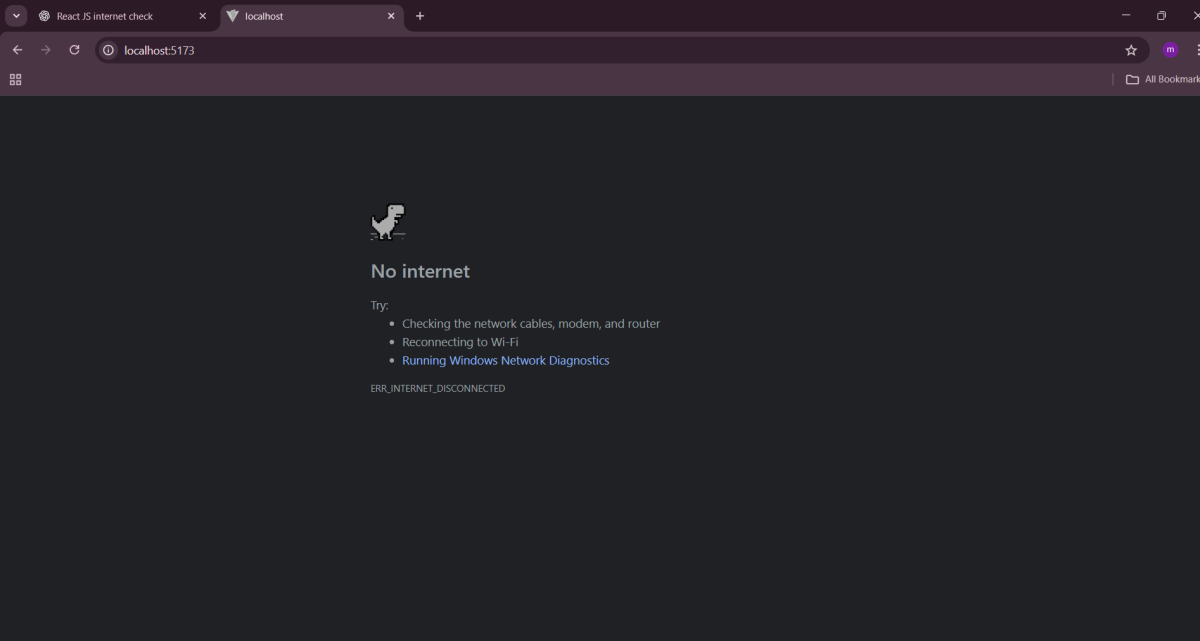 React JS internet check
localhost
localhost:5173
m
All Bookmark
No internet
Try:
Checking the network cables, modem, and router
Reconnecting to Wi-Fi
Running Windows Network Diagnostics
ERR_INTERNET_DISCONNECTED